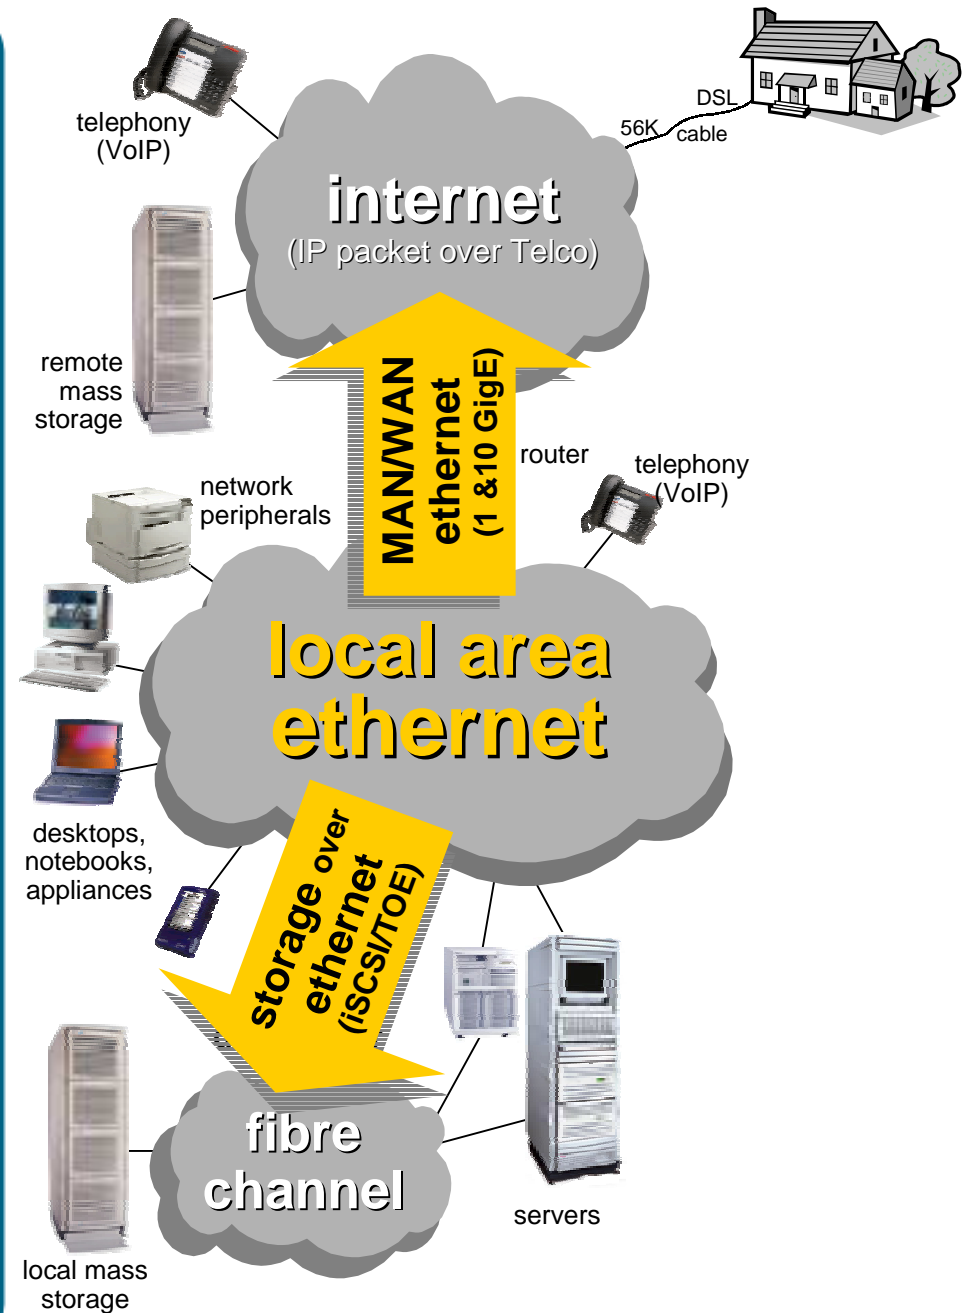 telephony
(VoIP)
DSL
56K
cable
internet
(IP packet over Telco)
remote
mass
storage
MAN/WAN
ethernet
(1 &10 GigE)
router
telephony
(VoIP)
network
peripherals
local area
ethernet
desktops,
notebooks,
appliances
storage over
ethernet
(iSCSI/TOE)
fibre
channel
servers
local mass
storage